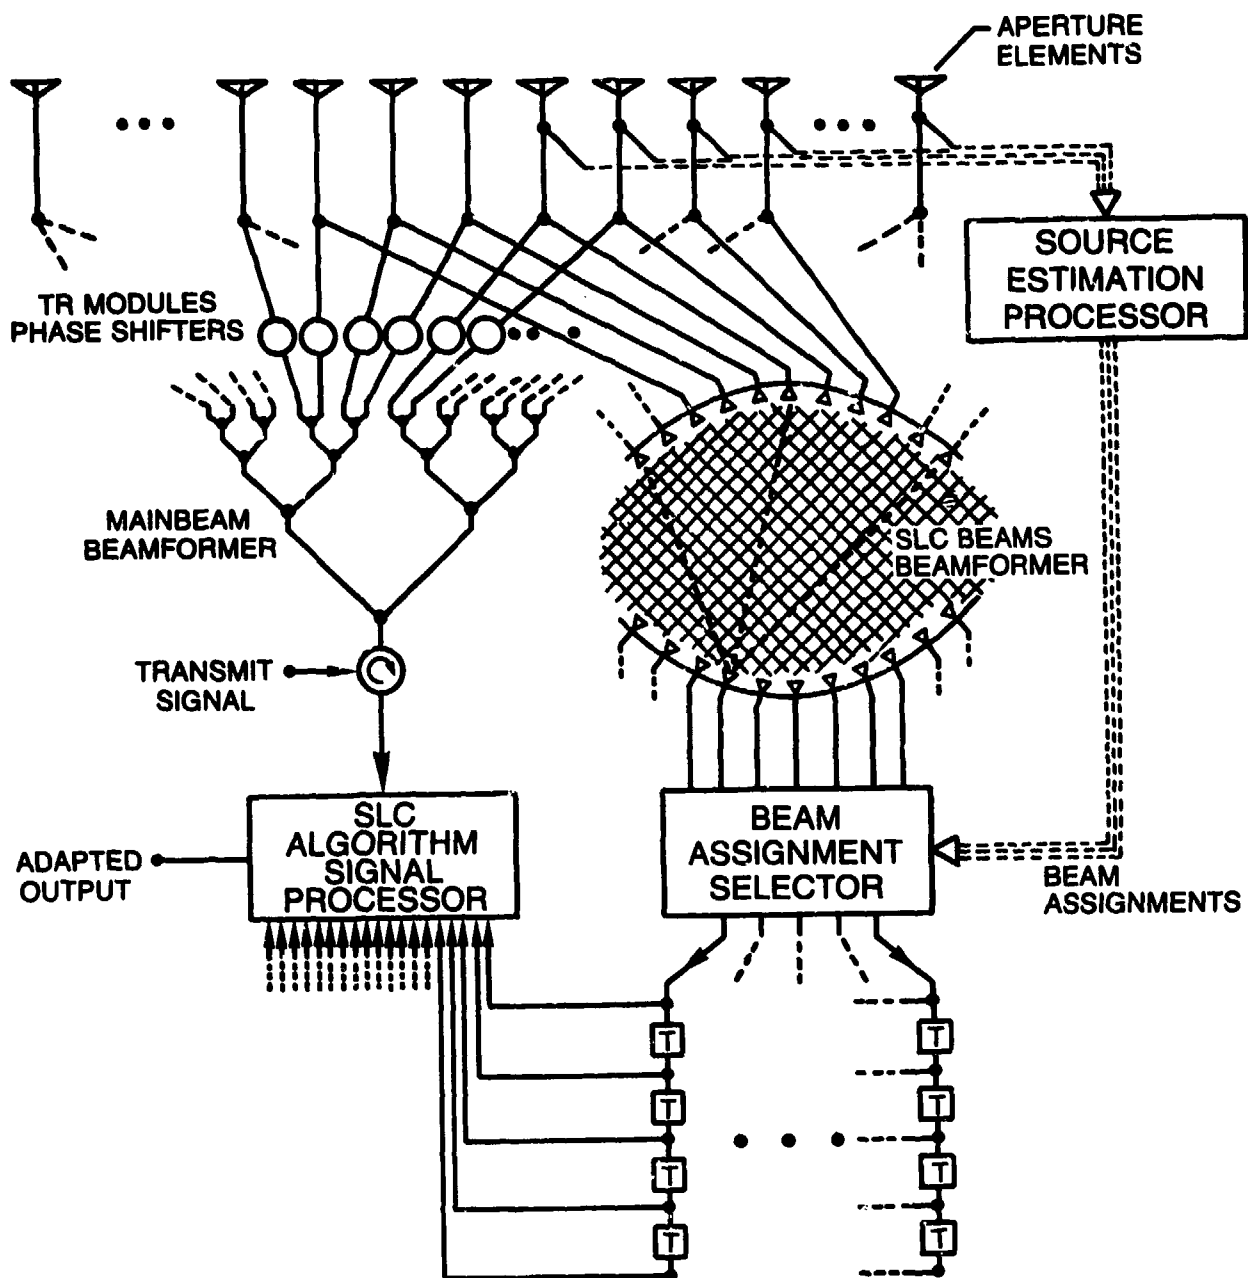 APERTURE
ELEMENTS
SOURCE
ESTIMATION
PROCESSOR
TR MODULES
PHASE SHIFTERS
MAINBEAM
BEAMFORMER
SLC BEAMS
BEAMFORMER
TRANSMIT
SIGNAL
SLC
ALGORITHM
SIGNAL
PROCESSOR
BEAM
ASSIGNMENT
SELECTOR
ADAPTED
OUTPUT
BEAM
ASSIGNMENTS
T
T
T
T
T
T
T
T